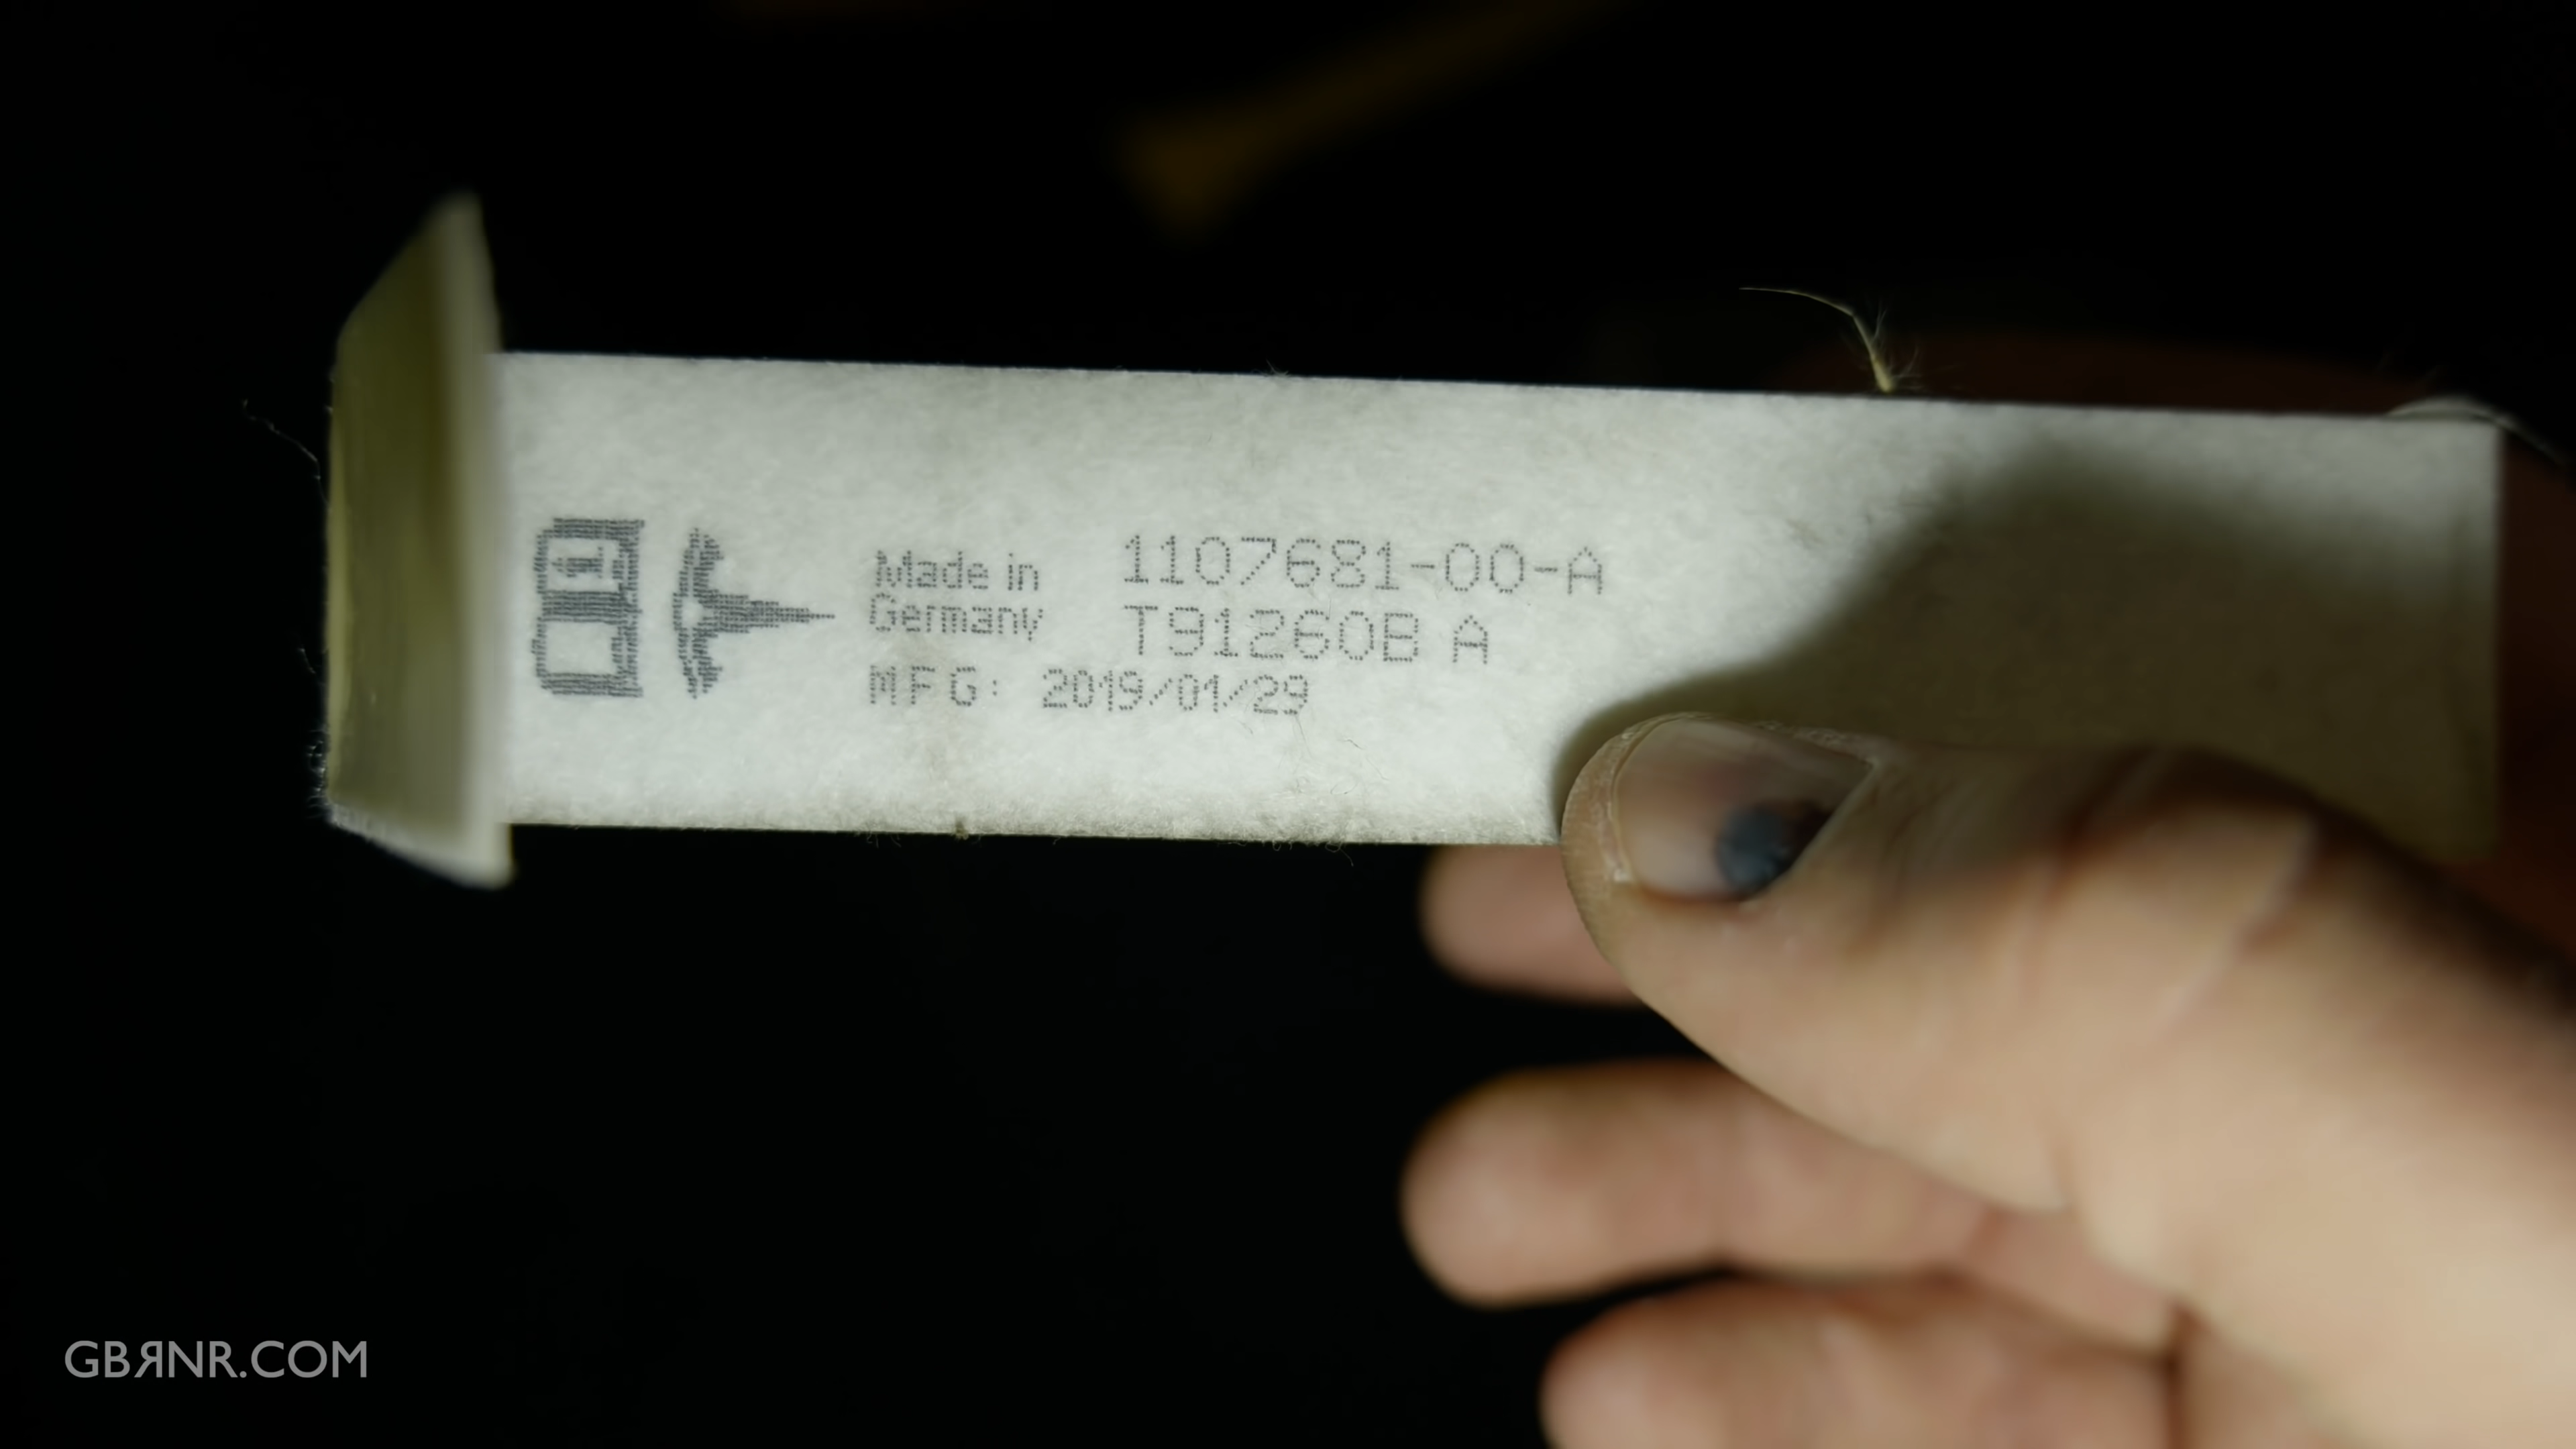 Made in
Germany
MFG: 2019/01/29
1107681-00-A
T91260B A
GBЯNR.COM